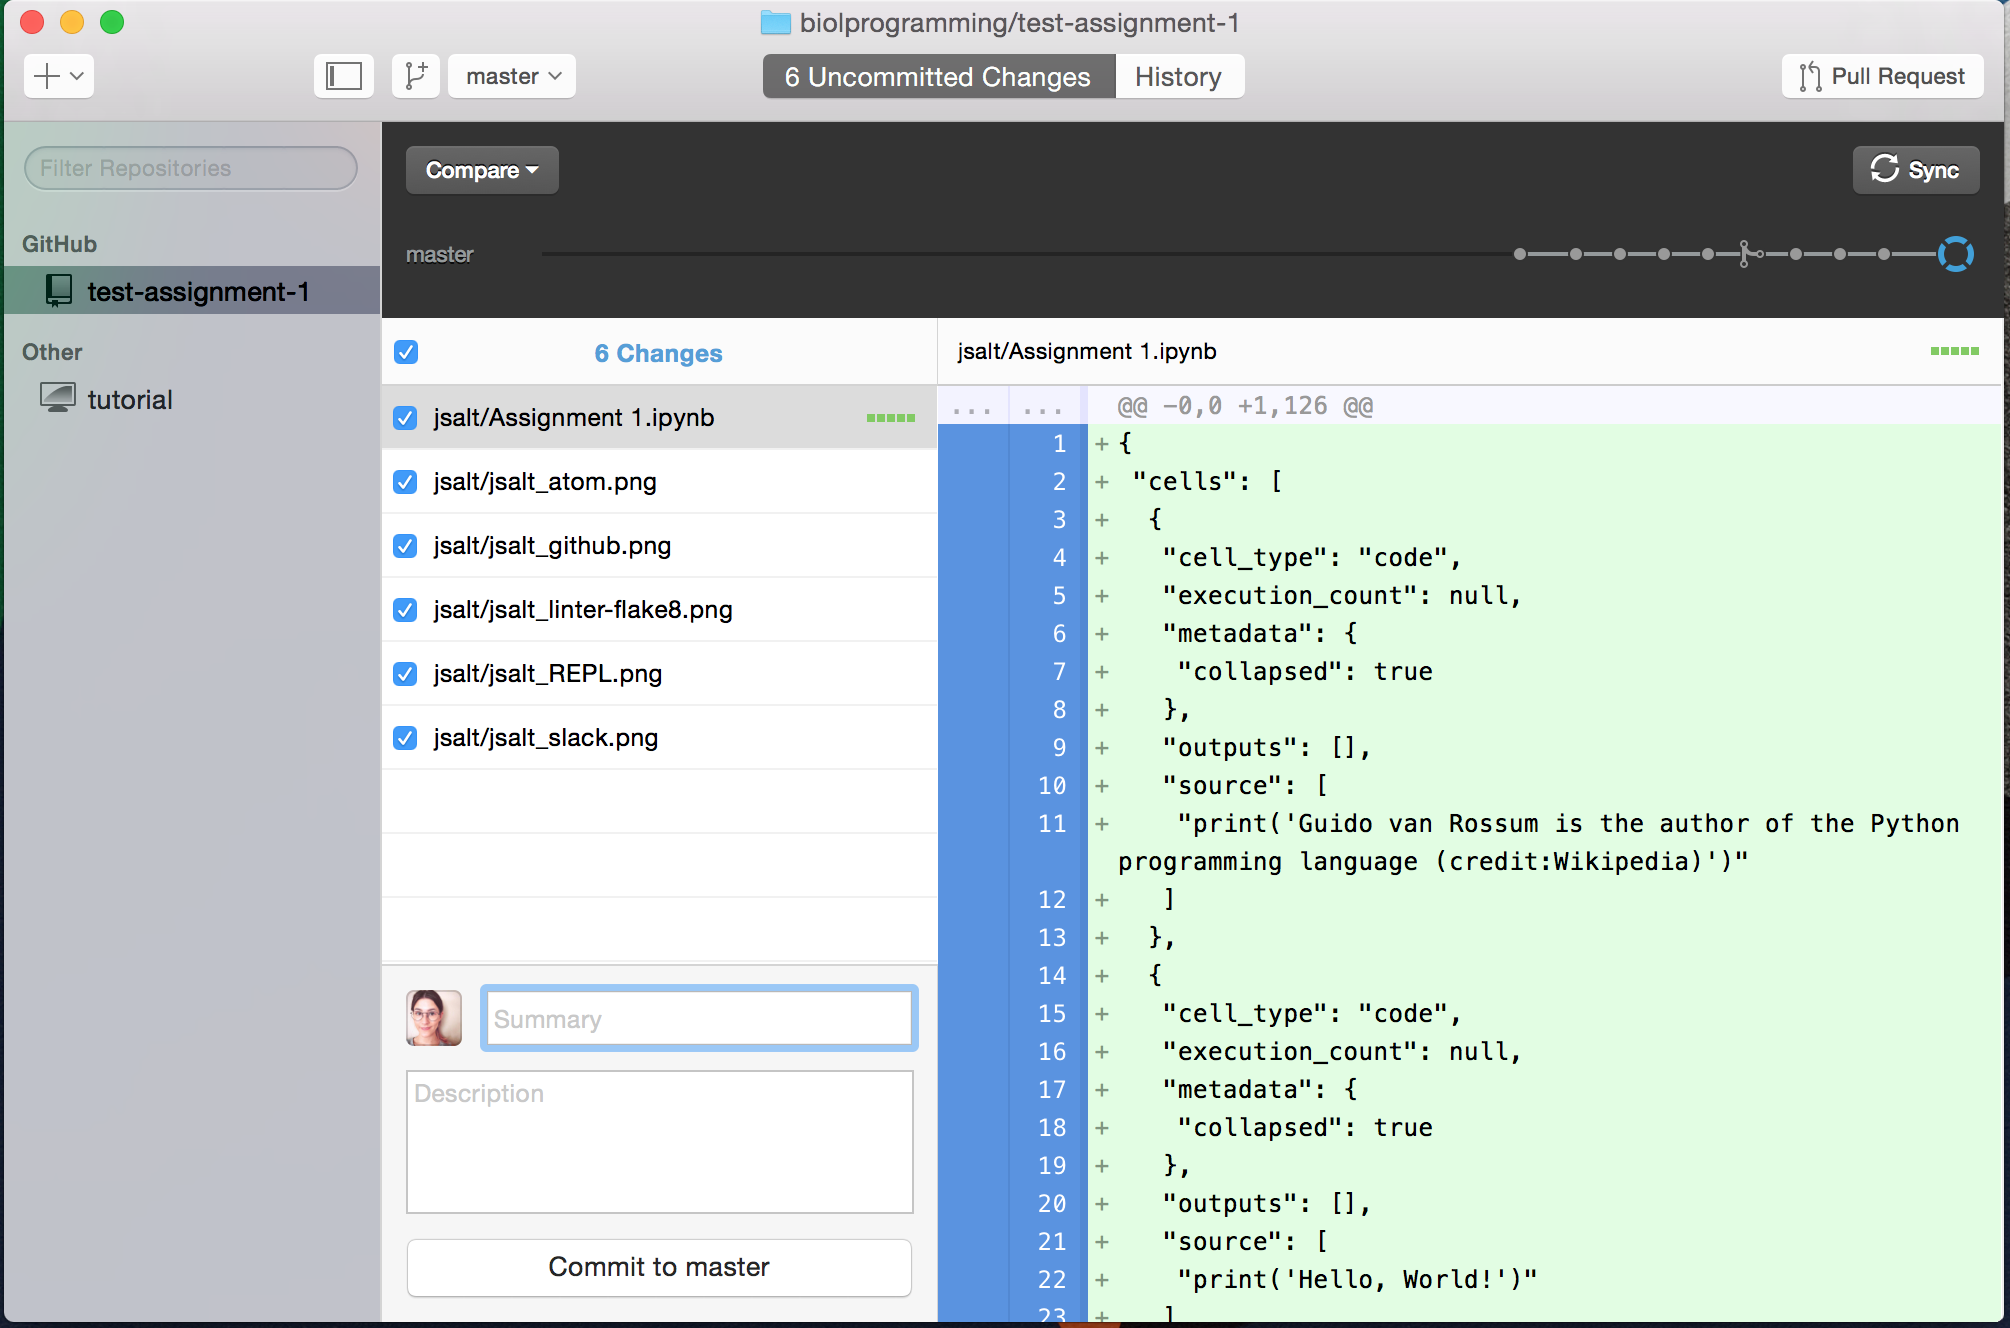 biolprogramming/test-assignment-1
master
6 Uncommitted Changes
History
Pull Request
Filter Repositories
GitHub
test-assignment-1
Other
tutorial
Compare
Sync
master
6 Changes
jsalt/Assignment 1.ipynb
jsalt/jsalt_atom.png
jsalt/jsalt_github.png
jsalt/jsalt_linter-flake8.png
jsalt/jsalt_REPL.png
jsalt/jsalt_slack.png
Summary
Description
Commit to master
jsalt/Assignment 1.ipynb
... ... @@ -0,0 +1,126 @@
1 + {
2 + "cells": [
3 + {
4 + "cell_type": "code",
5 + "execution_count": null,
6 + "metadata": {
7 + "collapsed": true
8 + },
9 + "outputs": [],
10 + "source": [
11 + "print('Guido van Rossum is the author of the Python
programming language (credit:Wikipedia)')"
12 + ]
13 + },
14 + {
15 + "cell_type": "code",
16 + "execution_count": null,
17 + "metadata": {
18 + "collapsed": true
19 + },
20 + "outputs": [],
21 + "source": [
22 + "print('Hello, World!')"
23 + ]